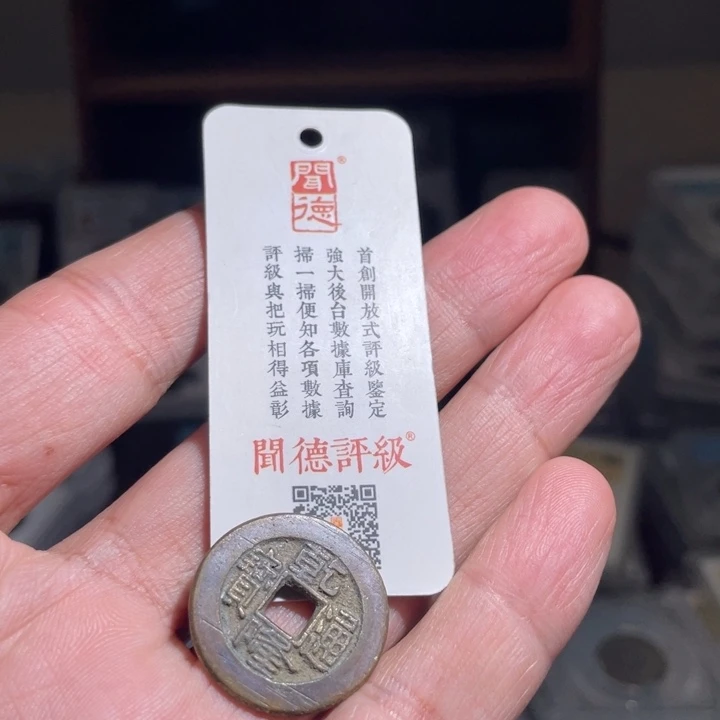 聞德
®
首創開放式評級鑒定
強大後台數據庫查詢
掃一掃便知各項數據
評級與把玩相得益彰
聞德評級®
乾隆通寶